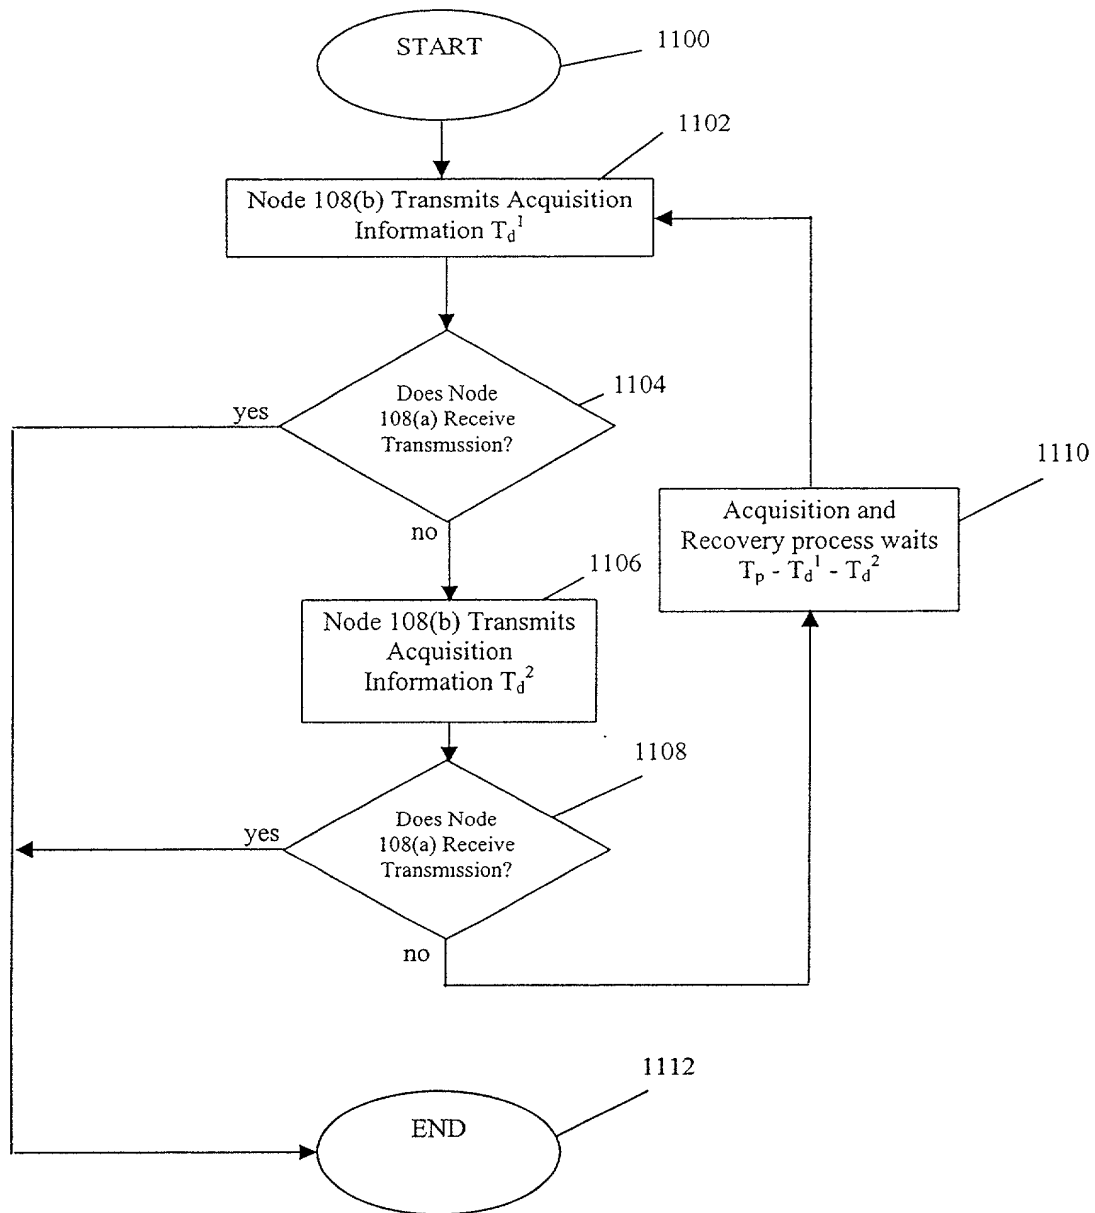 START
1100
1102
Node 108(b) Transmits Acquisition
Information T_d^1
Does Node
108(a) Receive
Transmission?
1104
yes
no
1110
Acquisition and
Recovery process waits
T_p - T_d^1 - T_d^2
1106
Node 108(b) Transmits
Acquisition
Information T_d^2
1108
Does Node
108(a) Receive
Transmission?
yes
no
1112
END